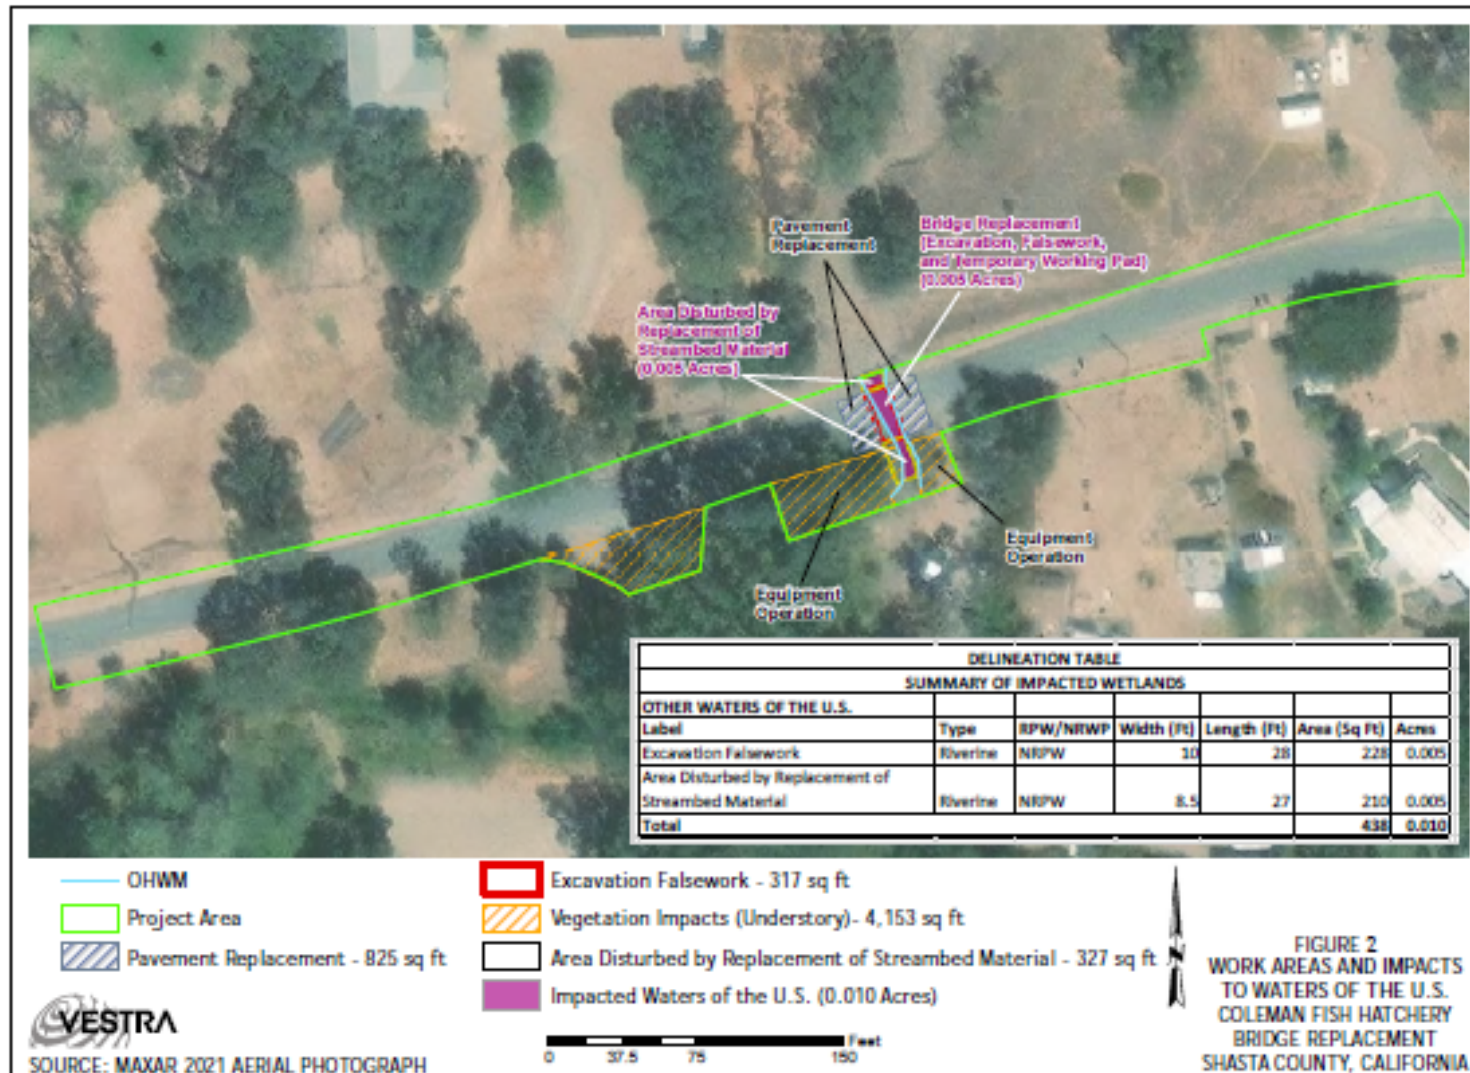 Pavement
Replacement
Bridge Replacement
(Excavation, Falsework,
and Temporary Working Pad)
(0.005 Acres)
Area Disturbed by
Replacement of
Streambed Material
(0.005 Acres)
Equipment
Operation
Equipment
Operation
DELINEATION TABLE
SUMMARY OF IMPACTED WETLANDS
OTHER WATERS OF THE U.S.
Label Type RPW/NRWP Width (Ft) Length (Ft) Area (Sq Ft) Acres
Excavation Falsework Riverine NRPW 10 28 228 0.005
Area Disturbed by Replacement of
Streambed Material Riverine NRPW 8.5 27 210 0.005
Total 438 0.010
OHWM
Project Area
Pavement Replacement - 825 sq ft
Excavation Falsework - 317 sq ft
Vegetation Impacts (Understory)- 4,153 sq ft
Area Disturbed by Replacement of Streambed Material - 327 sq ft
Impacted Waters of the U.S. (0.010 Acres)
N
VESTRA
SOURCE: MAXAR 2021 AERIAL PHOTOGRAPH
Feet
0 37.5 75 150
FIGURE 2
WORK AREAS AND IMPACTS
TO WATERS OF THE U.S.
COLEMAN FISH HATCHERY
BRIDGE REPLACEMENT
SHASTA COUNTY, CALIFORNIA